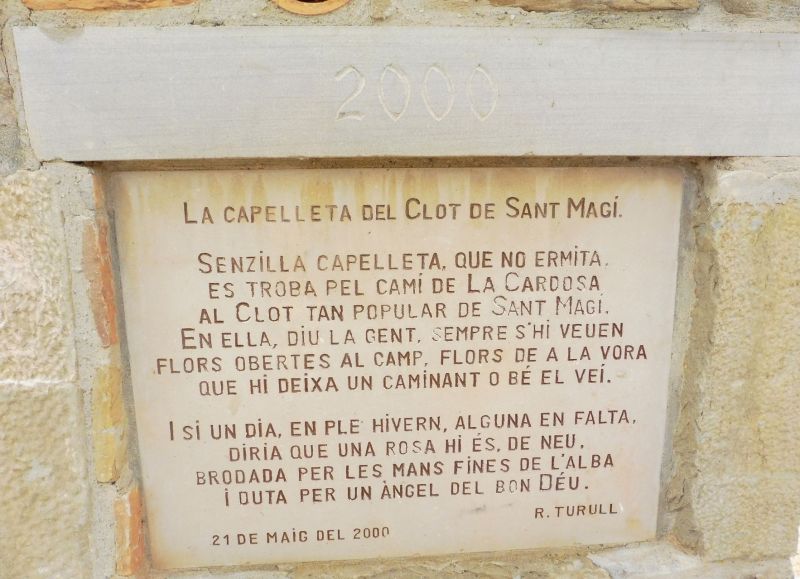 2000
LA CAPELLETA DEL CLOT DE SANT MAGÍ.
SENZILLA CAPELLETA, QUE NO ERMITA,
ES TROBA PEL CAMÍ DE LA CARDOSA
AL CLOT TAN POPULAR DE SANT MAGÍ.
EN ELLA, DIU LA GENT, SEMPRE S'HI VEUEN
FLORS OBERTES AL CAMP, FLORS DE A LA VORA
QUE HI DEIXA UN CAMINANT O BÉ EL VEÍ.
I SI UN DIA, EN PLE HIVERN, ALGUNA EN FALTA,
DIRIA QUE UNA ROSA HI ÉS, DE NEU,
BRODADA PER LES MANS FINES DE L'ALBA
I DUTA PER UN ÀNGEL DEL BON DÉU.
R. TURULL
21 DE MAIG DEL 2000